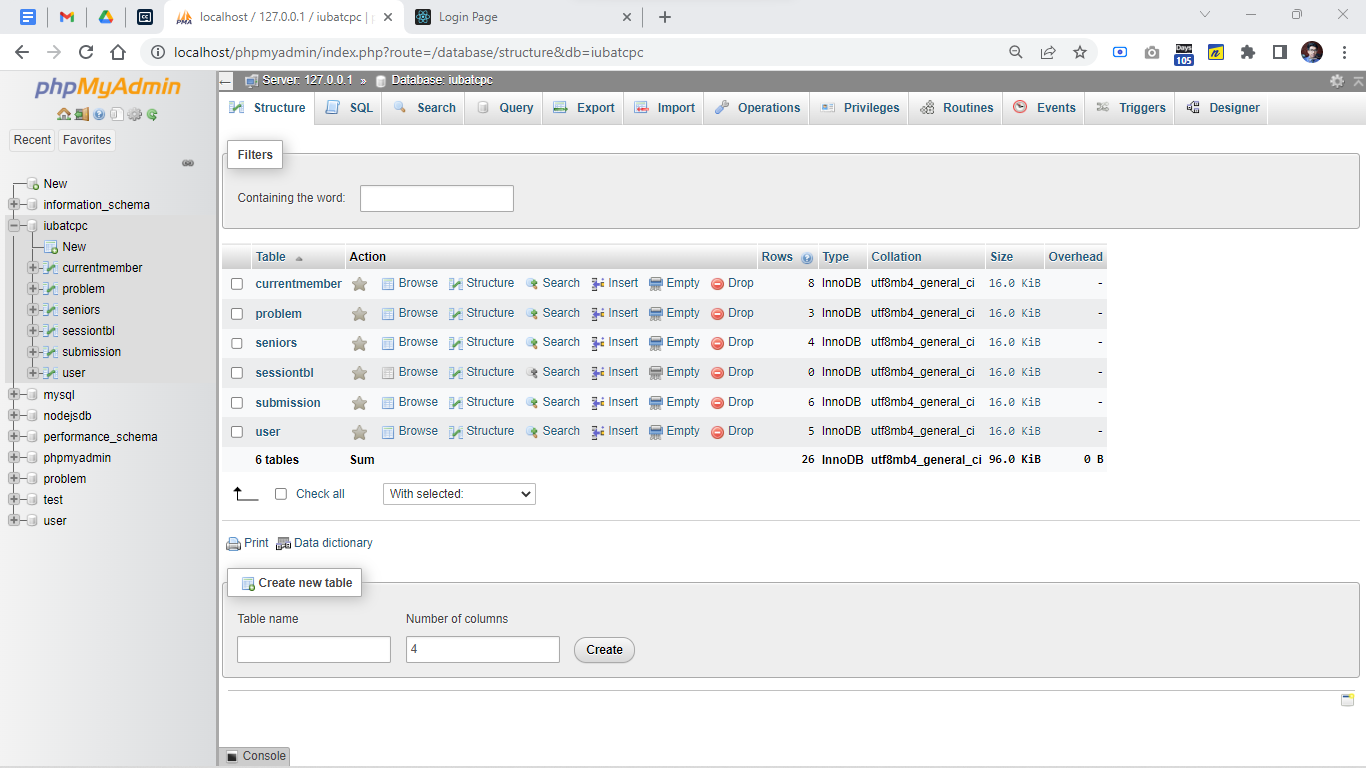 localhost / 127.0.0.1 / iubatcpc | p
Login Page
localhost/phpmyadmin/index.php?route=/database/structure&db=iubatcpc
Days
105
phpMyAdmin
Recent Favorites
New
information_schema
iubatcpc
New
currentmember
problem
seniors
sessiontbl
submission
user
mysql
nodejsdb
performance_schema
phpmyadmin
problem
test
user
Server: 127.0.0.1 » Database: iubatcpc
Structure SQL Search Query Export Import Operations Privileges Routines Events Triggers Designer
Filters
Containing the word:
Table Action Rows Type Collation Size Overhead
currentmember Browse Structure Search Insert Empty Drop 8 InnoDB utf8mb4_general_ci 16.0 KiB -
problem Browse Structure Search Insert Empty Drop 3 InnoDB utf8mb4_general_ci 16.0 KiB -
seniors Browse Structure Search Insert Empty Drop 4 InnoDB utf8mb4_general_ci 16.0 KiB -
sessiontbl Browse Structure Search Insert Empty Drop 0 InnoDB utf8mb4_general_ci 16.0 KiB -
submission Browse Structure Search Insert Empty Drop 6 InnoDB utf8mb4_general_ci 16.0 KiB -
user Browse Structure Search Insert Empty Drop 5 InnoDB utf8mb4_general_ci 16.0 KiB -
6 tables Sum 26 InnoDB utf8mb4_general_ci 96.0 KiB 0 B
Check all With selected:
Print Data dictionary
Create new table
Table name Number of columns
4 Create
Console